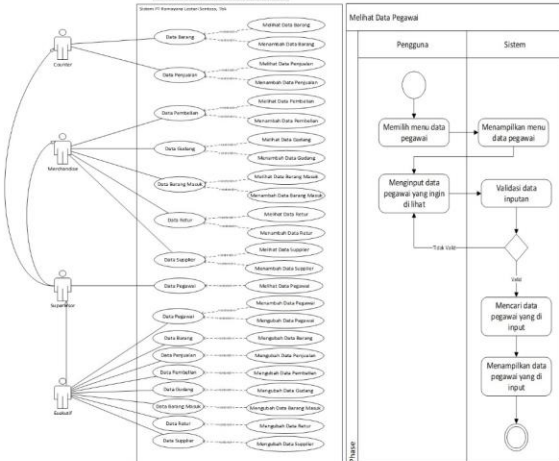 Sistem PT Ramayana Lestari Sentosa, Tbk
Counter
Merchandise
Supervisor
Eksekutif
Data Barang
Melihat Data Barang
Menambah Data Barang
Data Penjualan
Melihat Data Penjualan
Menambah Data Penjualan
Data Pembelian
Melihat Data Pembelian
Menambah Data Pembelian
Data Gudang
Melihat Data Gudang
Menambah Data Gudang
Data Barang Masuk
Melihat Data Barang Masuk
Menambah Data Barang Masuk
Data Retur
Melihat Data Retur
Menambah Data Retur
Data Supplier
Melihat Data Supplier
Menambah Data Supplier
Data Pegawai
Melihat Data Pegawai
Data Pegawai
Menambah Data Pegawai
Mengubah Data Pegawai
Data Barang
Mengubah Data Barang
Data Penjualan
Mengubah Data Penjualan
Data Pembelian
Mengubah Data Pembelian
Data Gudang
Mengubah Data Gudang
Data Barang Masuk
Mengubah Data Barang Masuk
Data Retur
Mengubah Data Retur
Data Supplier
Mengubah Data Supplier
Melihat Data Pegawai
Pengguna
Sistem
Memilih menu data
pegawai
Menampilkan menu
data pegawai
Menginput data
pegawai yang ingin
di lihat
Validasi data
inputan
Tidak Valid
Valid
Mencari data
pegawai yang di
input
Menampilkan data
pegawai yang di
input
Phase